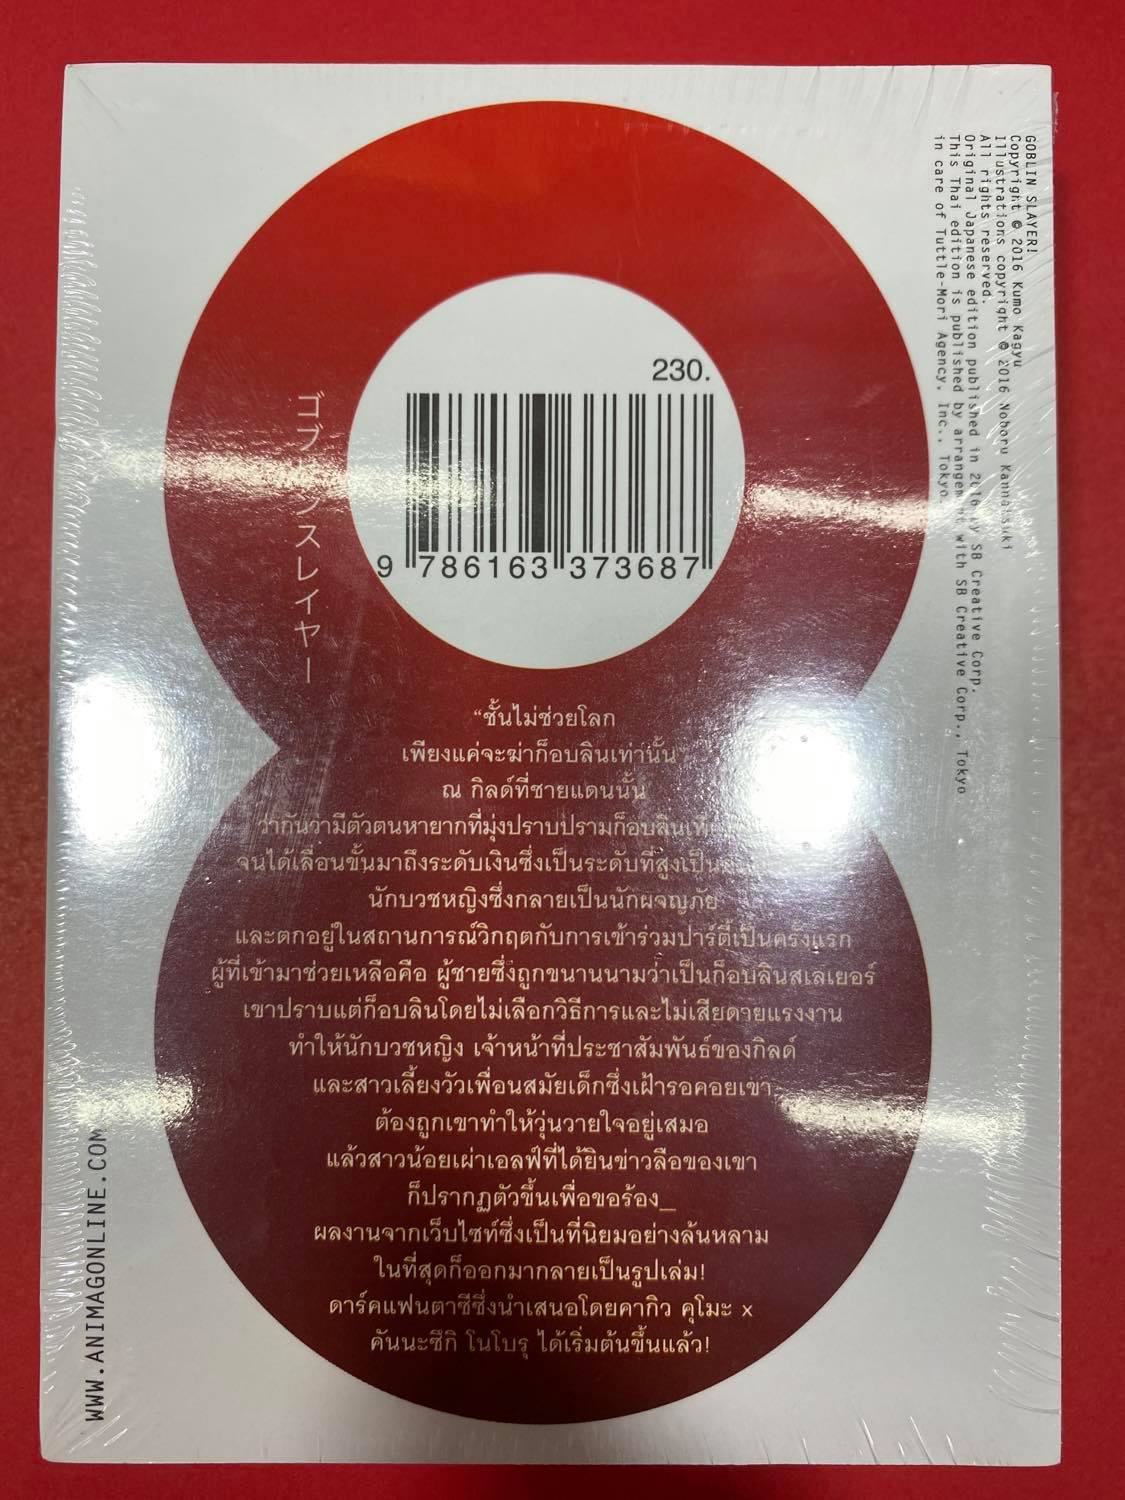 GOBLIN SLAYER!
Copyright © 2016 Kumo Kagyu
Illustrations copyright © 2016 Noboru Kannatsuki
All rights reserved.
Original Japanese edition published in 2016 by SB Creative Corp.
This Thai edition is published by arrangement with SB Creative Corp., Tokyo
in care of Tuttle-Mori Agency, Inc., Tokyo.
230.
9 786163 373687
ゴブリンスレイヤー
“ชั้นไม่ช่วยโลก
เพียงแค่จะฆ่าก็อบลินเท่านั้น
ณ กิลด์ที่ชายแดนนั้น
ว่ากันว่ามีตัวตนหายากที่มุ่งปราบปรามก็อบลิน
จนได้เลื่อนขั้นมาถึงระดับเงินซึ่งเป็นระดับที่สูงเป็น
นักบวชหญิงซึ่งกลายเป็นนักผจญภัย
และตกอยู่ในสถานการณ์วิกฤตกับการเข้าร่วมปาร์ตี้เป็นครั้งแรก
ผู้ที่เข้ามาช่วยเหลือคือ ผู้ชายซึ่งถูกขนานนามว่าเป็นก็อบลินสเลเยอร์
เขาปราบแต่ก็อบลินโดยไม่เลือกวิธีการและไม่เสียดายแรงงาน
ทำให้นักบวชหญิง เจ้าหน้าที่ประชาสัมพันธ์ของกิลด์
และสาวเลี้ยงวัวเพื่อนสมัยเด็กซึ่งเฝ้ารอคอยเขา
ต้องถูกเขาทำให้วุ่นวายใจอยู่เสมอ
แล้วสาวน้อยเผ่าเอลฟ์ที่ได้ยินข่าวลือของเขา
ก็ปรากฏตัวขึ้นเพื่อขอร้อง_
ผลงานจากเว็บไซท์ซึ่งเป็นที่นิยมอย่างล้นหลาม
ในที่สุดก็ออกมากลายเป็นรูปเล่ม!
ดาร์คแฟนตาซีซึ่งนำเสนอโดยคากิว คุโมะ x
คันนะซึกิ โนโบรุ ได้เริ่มต้นขึ้นแล้ว!
WWW.ANIMAGONLINE.COM